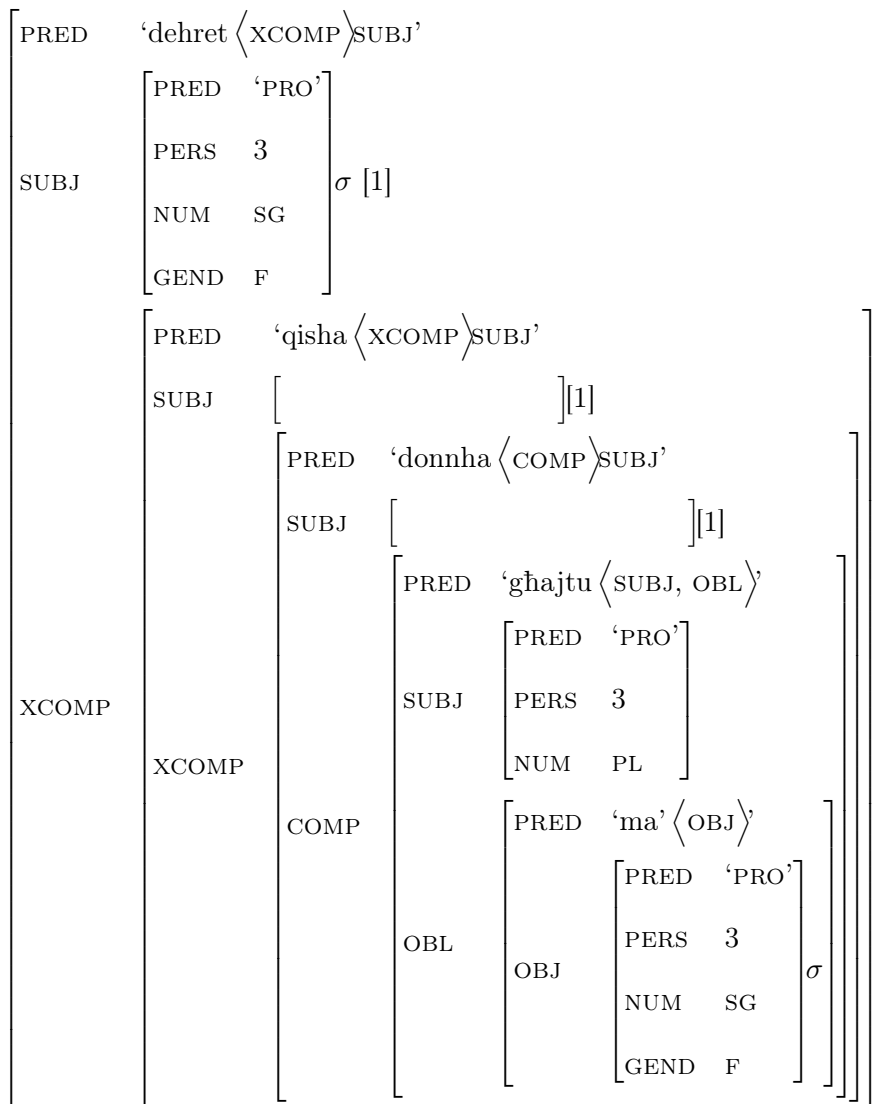 PRED ‘dehret ⟨XCOMP⟩SUBJ’
PRED ‘PRO’
PERS 3
SUBJ σ [1]
NUM SG
GEND F
PRED ‘qisha ⟨XCOMP⟩SUBJ’
SUBJ [ ][1]
PRED ‘donnha ⟨COMP⟩SUBJ’
SUBJ [ ][1]
PRED ‘għajtu ⟨SUBJ, OBL⟩’
PRED ‘PRO’
SUBJ PERS 3
XCOMP
NUM PL
XCOMP
COMP PRED ‘ma’ ⟨OBJ⟩’
PRED ‘PRO’
OBL PERS 3
OBJ σ
NUM SG
GEND F